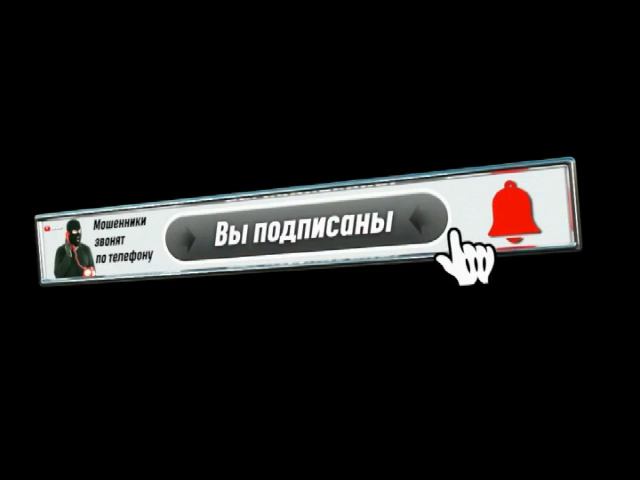 Мошенники
звонят
по телефону
Вы подписаны